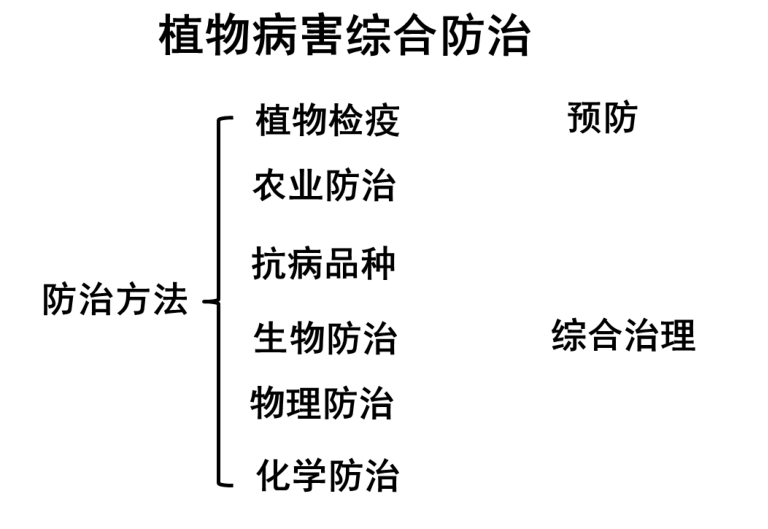 植物病害综合防治
植物检疫 预防
农业防治
抗病品种
防治方法
生物防治 综合治理
物理防治
化学防治